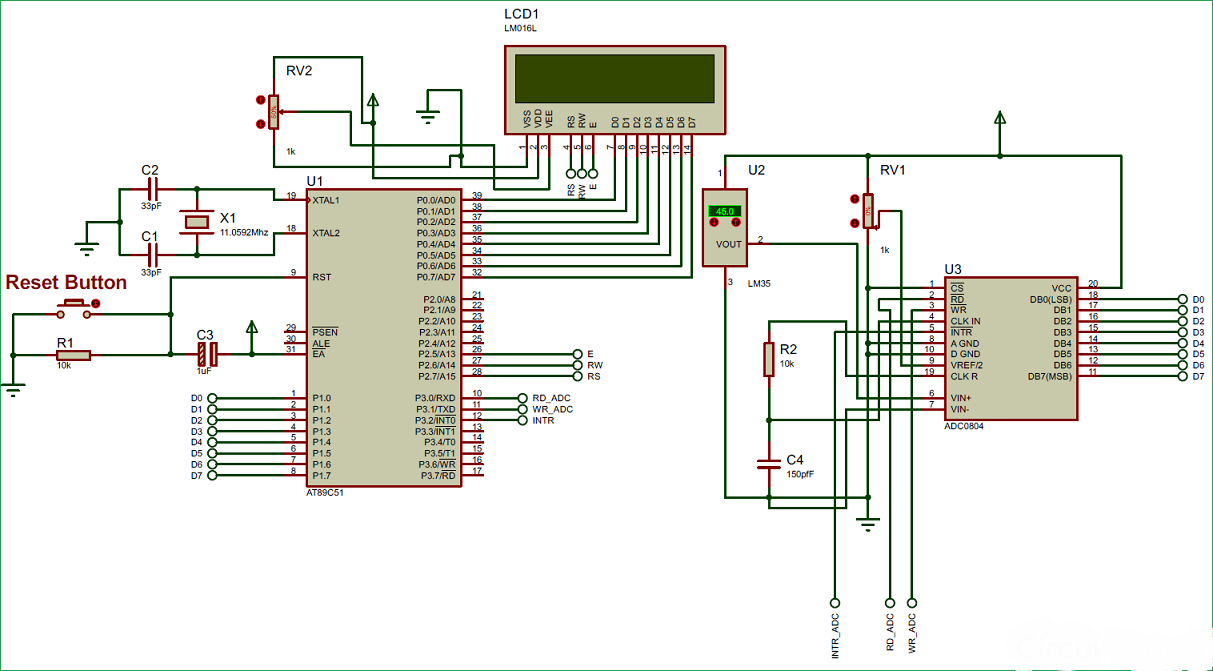 LCD1
LM016L
RV2
50%
1k
VSS
VDD
VEE
RS
RW
E
D0
D1
D2
D3
D4
D5
D6
D7
1
2
3
4
5
6
7
8
9
10
11
12
13
14
RS
RW
E
C2
33pF
X1
11.0592Mhz
C1
33pF
Reset Button
R1
10k
C3
1uF
U1
19 XTAL1
18 XTAL2
9 RST
29 PSEN
30 ALE
31 EA
D0 1 P1.0
D1 2 P1.1
D2 3 P1.2
D3 4 P1.3
D4 5 P1.4
D5 6 P1.5
D6 7 P1.6
D7 8 P1.7
P0.0/AD0 39
P0.1/AD1 38
P0.2/AD2 37
P0.3/AD3 36
P0.4/AD4 35
P0.5/AD5 34
P0.6/AD6 33
P0.7/AD7 32
P2.0/A8 21
P2.1/A9 22
P2.2/A10 23
P2.3/A11 24
P2.4/A12 25
P2.5/A13 26 E
P2.6/A14 27 RW
P2.7/A15 28 RS
P3.0/RXD 10 RD_ADC
P3.1/TXD 11 WR_ADC
P3.2/INT0 12 INTR
P3.3/INT1 13
P3.4/T0 14
P3.5/T1 15
P3.6/WR 16
P3.7/RD 17
AT89C51
U2
1
45.0
VOUT 2
3
LM35
RV1
1k
R2
10k
C4
150pfF
U3
1 CS
2 RD
3 WR
4 CLK IN
5 INTR
8 A GND
10 D GND
9 VREF/2
19 CLK R
6 VIN+
7 VIN-
VCC 20
DB0(LSB) 18 D0
DB1 17 D1
DB2 16 D2
DB3 15 D3
DB4 14 D4
DB5 13 D5
DB6 12 D6
DB7(MSB) 11 D7
ADC0804
INTR_ADC
RD_ADC
WR_ADC